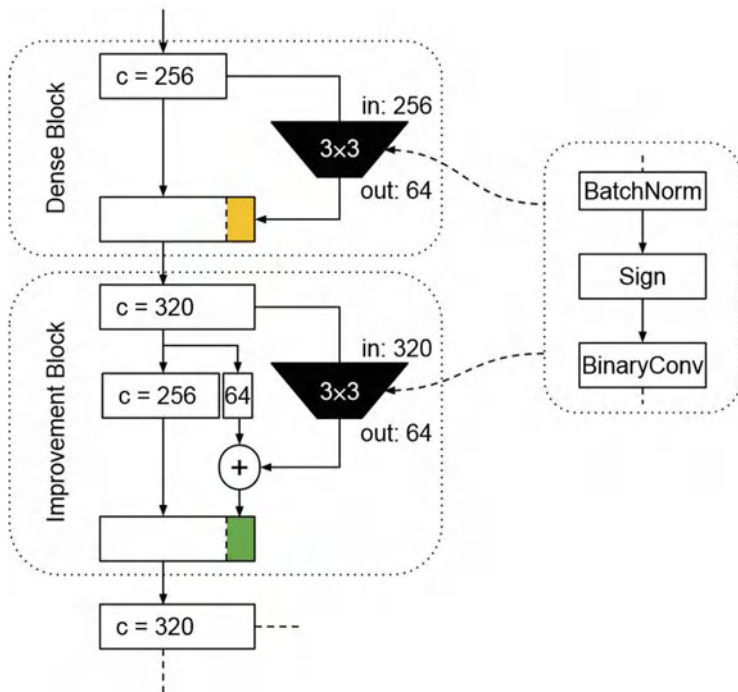 Dense Block
c = 256
in: 256
3×3
out: 64
Improvement Block
c = 320
in: 320
c = 256
64
3×3
out: 64
+
c = 320
BatchNorm
Sign
BinaryConv